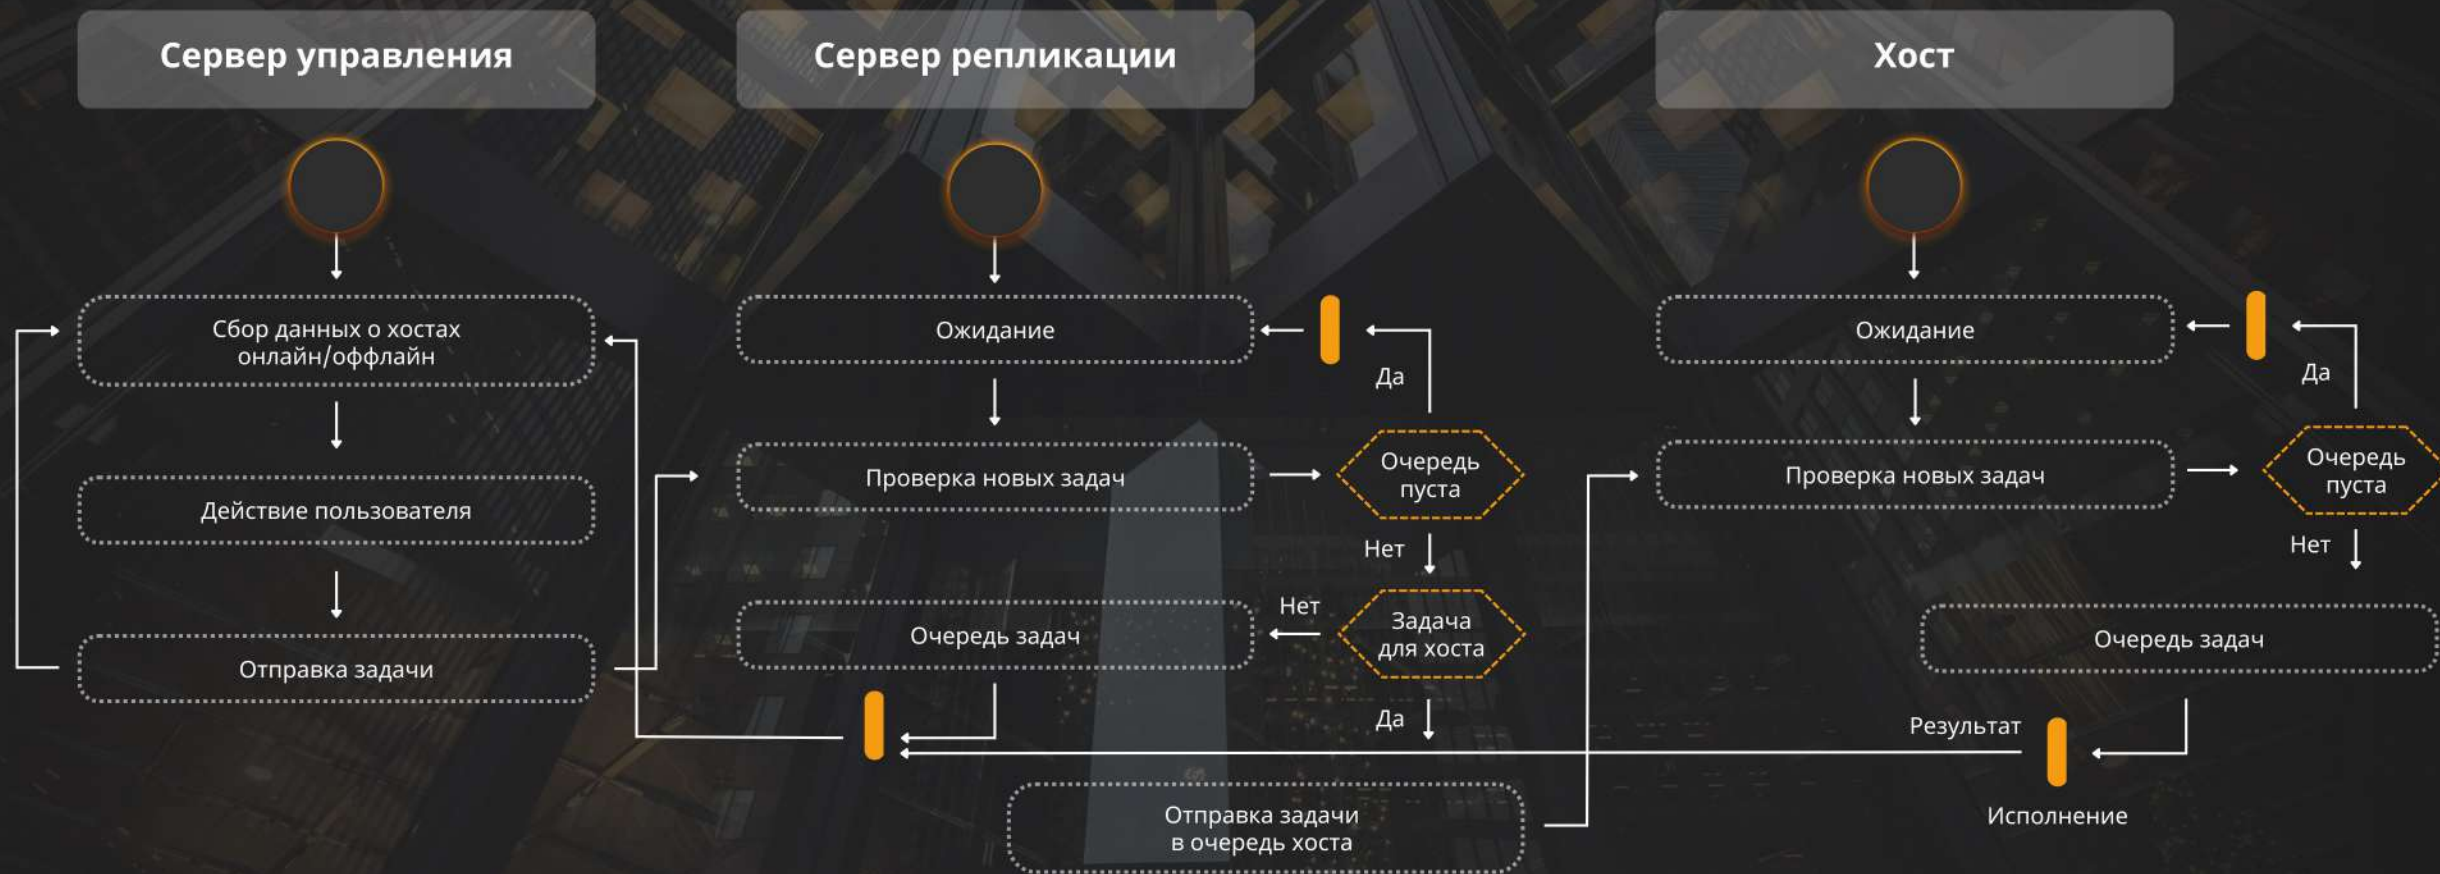 Сервер управления
Сбор данных о хостах
онлайн/оффлайн
Действие пользователя
Отправка задачи
Сервер репликации
Ожидание
Да
Проверка новых задач
Очередь
пуста
Нет
Задача
для хоста
Нет
Очередь задач
Да
Отправка задачи
в очередь хоста
Хост
Ожидание
Да
Проверка новых задач
Очередь
пуста
Нет
Очередь задач
Результат
Исполнение